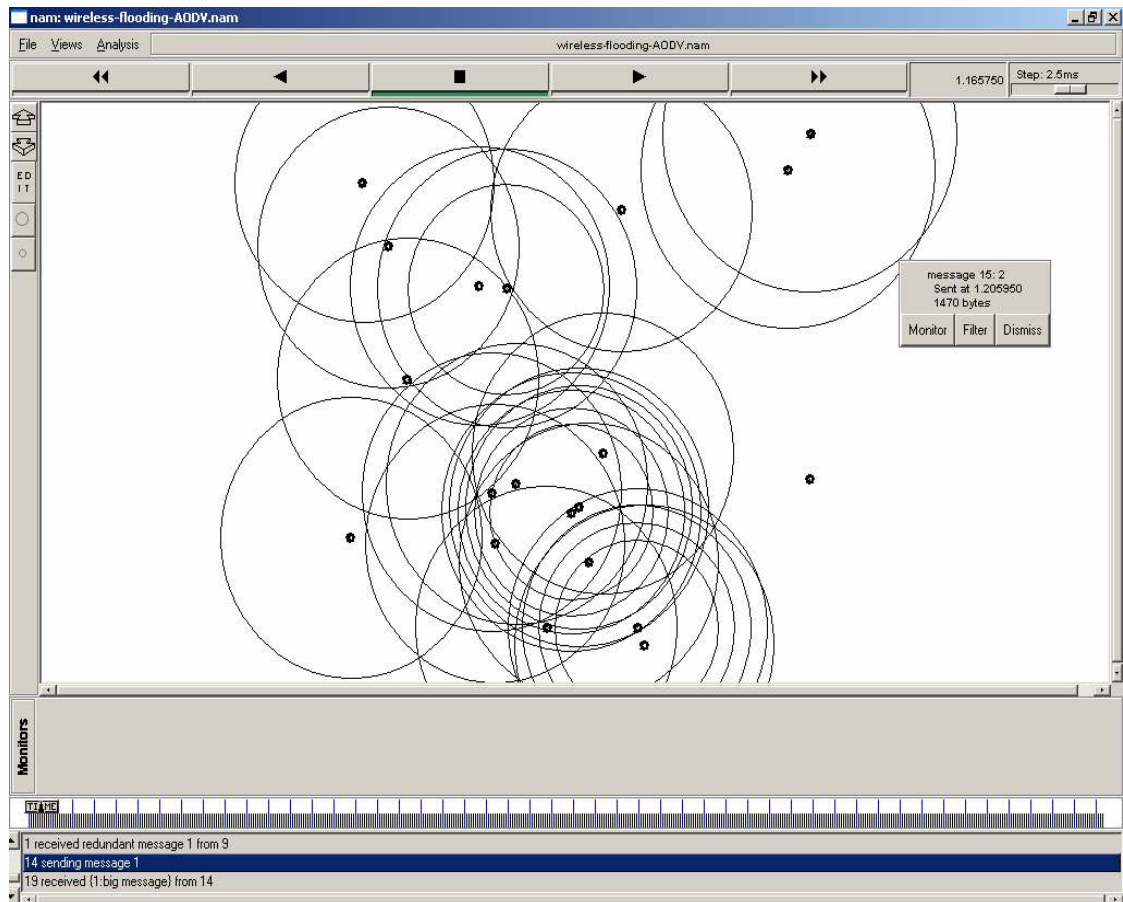 nam: wireless-flooding-AODV.nam
File Views Analysis wireless-flooding-AODV.nam
1.165750 Step: 2.5ms
E D
I T
message 15: 2
Sent at 1.205950
1470 bytes
Monitor Filter Dismiss
Monitors
TIME
1 received redundant message 1 from 9
14 sending message 1
19 received {1:big message} from 14